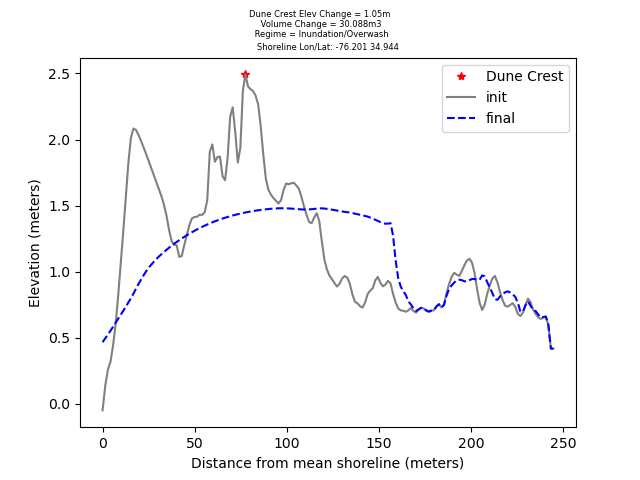 Dune Crest Elev Change = 1.05m
Volume Change = 30.088m3
Regime = Inundation/Overwash
Shoreline Lon/Lat: -76.201 34.944
Dune Crest
init
final
2.5
2.0
1.5
1.0
0.5
0.0
Elevation (meters)
0
50
100
150
200
250
Distance from mean shoreline (meters)